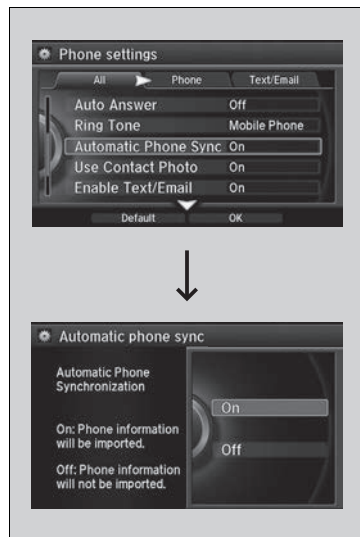 Phone settings
All Phone Text/Email
Auto Answer Off
Ring Tone Mobile Phone
Automatic Phone Sync On
Use Contact Photo On
Enable Text/Email On
Default OK
Automatic phone sync
Automatic Phone
Synchronization
On: Phone information
will be imported.
Off: Phone information
will not be imported.
On
Off